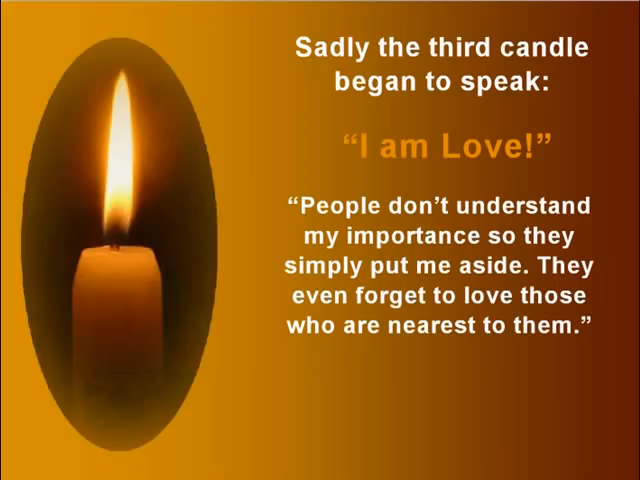 Sadly the third candle
began to speak:
“I am Love!”
“People don’t understand
my importance so they
simply put me aside. They
even forget to love those
who are nearest to them.”